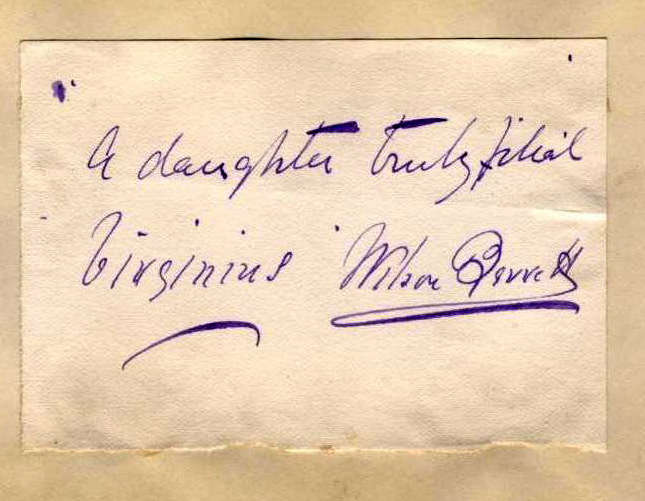 A daughter truly filial
Virginius Wilson Barrett